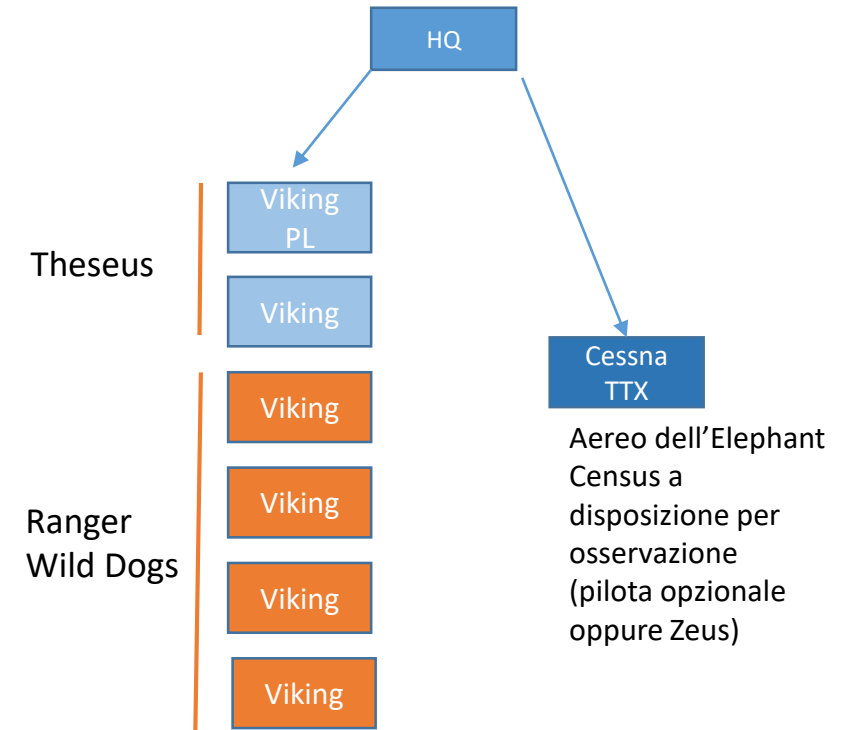 HQ
Viking
PL
Theseus
Viking
Viking
Viking
Ranger
Wild Dogs
Viking
Viking
Cessna
TTX
Aereo dell’Elephant
Census a
disposizione per
osservazione
(pilota opzionale
oppure Zeus)